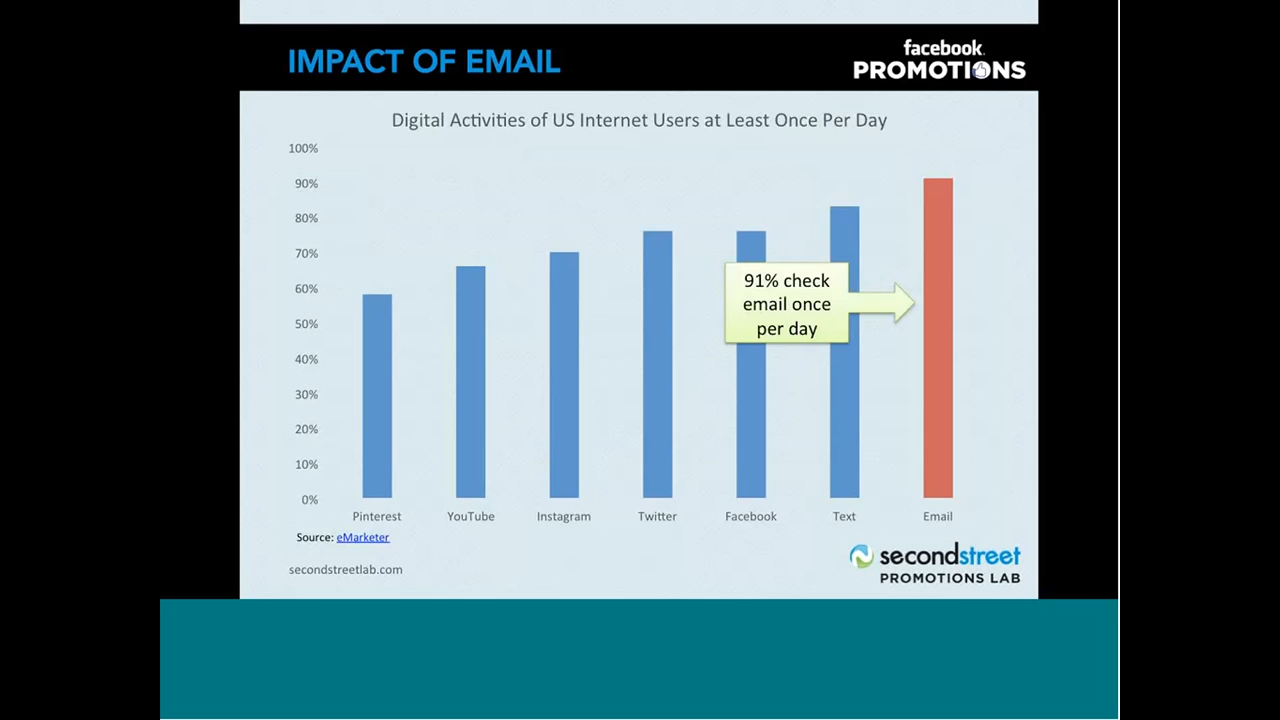 IMPACT OF EMAIL
facebook
PROMOTIONS
Digital Activities of US Internet Users at Least Once Per Day
100%
90%
80%
70%
60%
50%
40%
30%
20%
10%
0%
91% check
email once
per day
Pinterest YouTube Instagram Twitter Facebook Text Email
Source: eMarketer
secondstreetlab.com
secondstreet
PROMOTIONS LAB